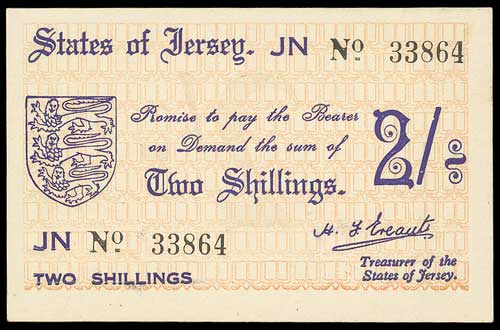 States of Jersey. JN Nº 33864
Promise to pay the Bearer
on Demand the sum of
Two Shillings.
2/-
JN Nº 33864
H. F. Ereaut
TWO SHILLINGS
Treasurer of the
States of Jersey.